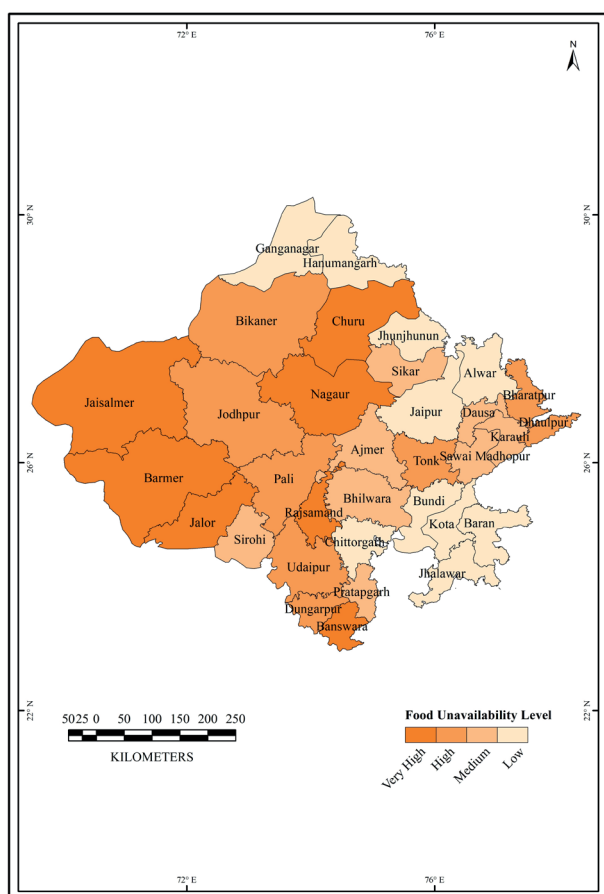 72° E
76° E
N
30° N
30° N
Ganganagar
Hanumangarh
Bikaner
Churu
Jhunjhunun
Sikar
Alwar
Jaisalmer
Nagaur
Bharatpur
Jodhpur
Jaipur
Dausa
Dhaulpur
Karauli
26° N
Ajmer
Tonk
Sawai Madhopur
26° N
Barmer
Pali
Bhilwara
Bundi
Jalor
Rajsamand
Kota
Baran
Sirohi
Chittorgath
Udaipur
Jhalawar
Pratapgarh
Dungarpur
Banswara
22° N
22° N
Food Unavailability Level
5025 0 50 100 150 200 250
KILOMETERS
Very High
High
Medium
Low
72° E
76° E